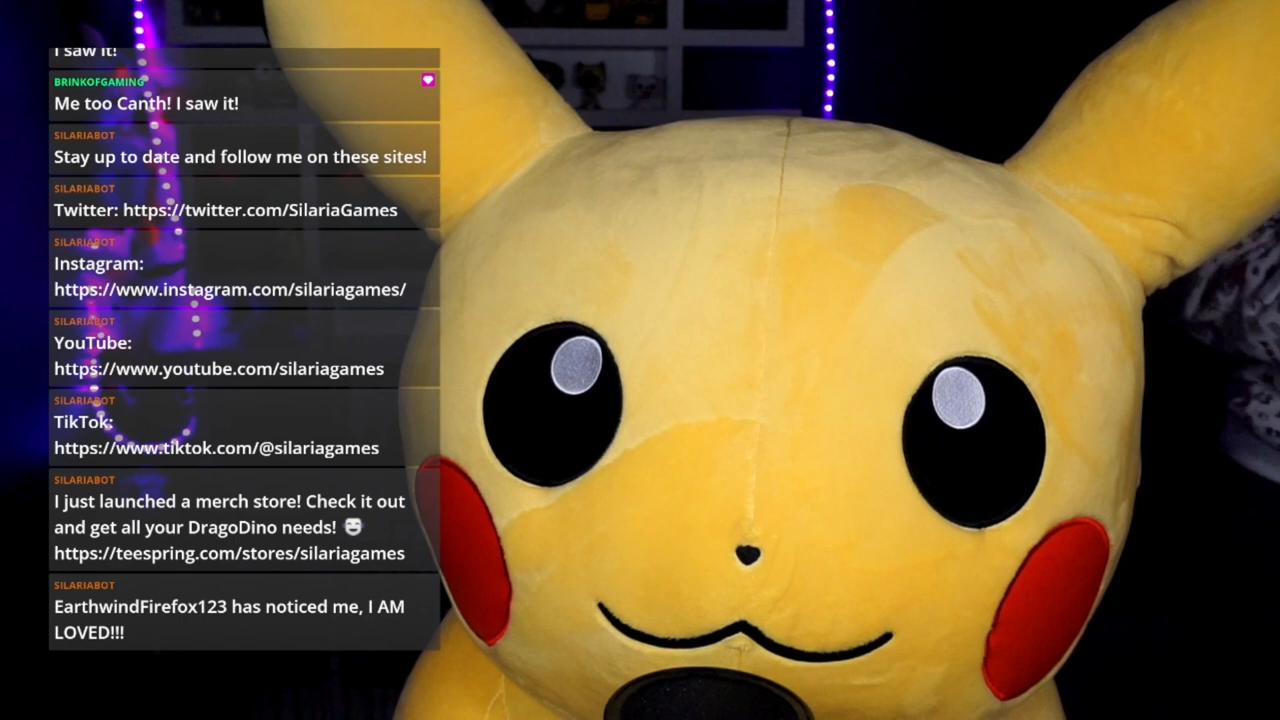 I saw it!
BRINKOFGAMING
Me too Canth! I saw it!
SILARIABOT
Stay up to date and follow me on these sites!
SILARIABOT
Twitter: https://twitter.com/SilariaGames
SILARIABOT
Instagram:
https://www.instagram.com/silariagames/
SILARIABOT
YouTube:
https://www.youtube.com/silariagames
SILARIABOT
TikTok:
https://www.tiktok.com/@silariagames
SILARIABOT
I just launched a merch store! Check it out
and get all your DragoDino needs!
https://teespring.com/stores/silariagames
SILARIABOT
EarthwindFirefox123 has noticed me, I AM
LOVED!!!